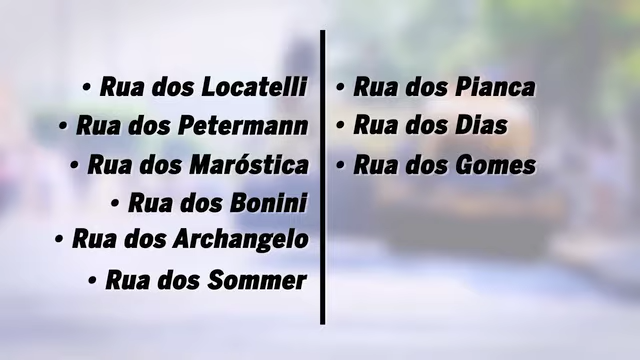 • Rua dos Locatelli
• Rua dos Petermann
• Rua dos Maróstica
• Rua dos Bonini
• Rua dos Archangelo
• Rua dos Sommer
• Rua dos Pianca
• Rua dos Dias
• Rua dos Gomes